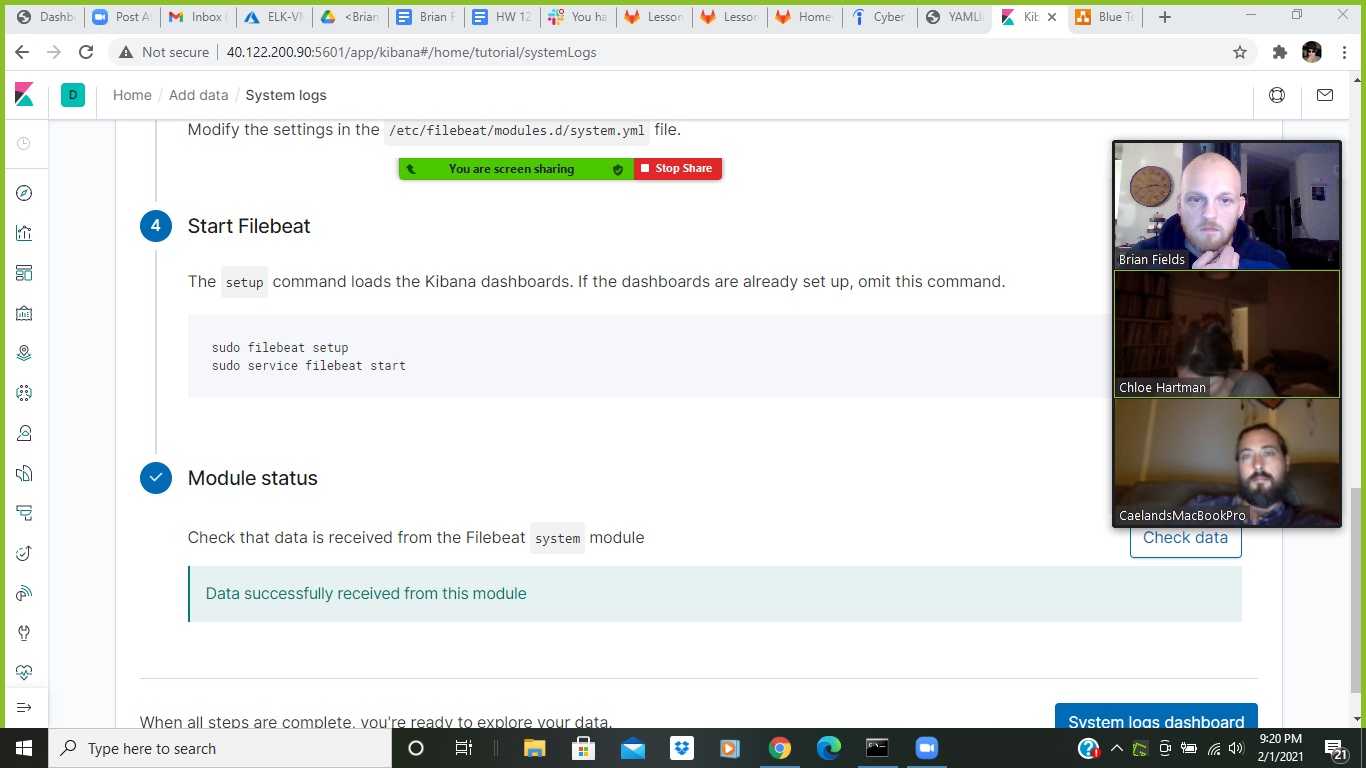 Dashb
Post At
Inbox (
ELK-VM
<Brian
Brian F
HW 12
You ha
Lesson
Lesson
Home
Cyber
YAMLI
Kib
Blue Te
Not secure
40.122.200.90:5601/app/kibana#/home/tutorial/systemLogs
D
Home / Add data / System logs
Modify the settings in the /etc/filebeat/modules.d/system.yml file.
You are screen sharing
Stop Share
4
Start Filebeat
The setup command loads the Kibana dashboards. If the dashboards are already set up, omit this command.
sudo filebeat setup
sudo service filebeat start
Brian Fields
Chloe Hartman
CaelandsMacBookPro
Module status
Check that data is received from the Filebeat system module
Check data
Data successfully received from this module
When all steps are complete, you're ready to explore your data.
System logs dashboard
Type here to search
9:20 PM
2/1/2021
21